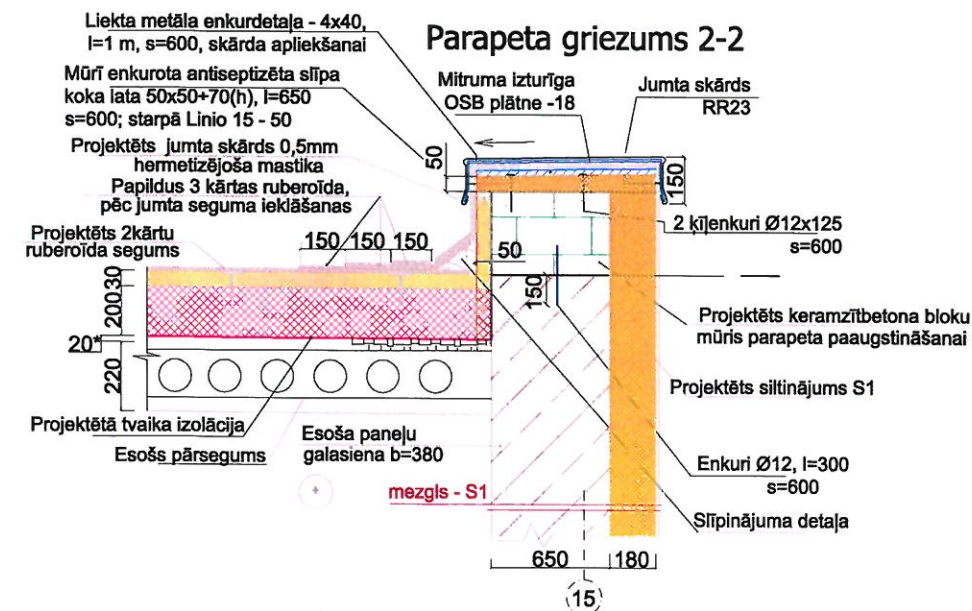 Parapeta griezums 2-2
Liekta metāla enkurdetaļa - 4x40,
l=1 m, s=600, skārda apliekšanai
Mūrī enkurota antiseptizēta slīpa
koka lata 50x50+70(h), l=650
s=600; starpā Linio 15 - 50
Projektēts jumta skārds 0,5mm
hermetizējoša mastika
Papildus 3 kārtas ruberoīda,
pēc jumta seguma ieklāšanas
Projektēts 2kārtu
ruberoīda segums
Mitruma izturīga
OSB plātne -18
Jumta skārds
RR23
50
150
2 ķīļenkuri Ø12x125
s=600
150 150 150
50
150
30
200
20*
220
Projektēts keramzītbetona bloku
mūris parapeta paaugstināšanai
Projektēts siltinājums S1
Projektētā tvaika izolācija
Esošs pārsegums
Esoša paneļu
galasiena b=380
mezgls - S1
Enkuri Ø12, l=300
s=600
Slīpinājuma detaļa
650 180
15